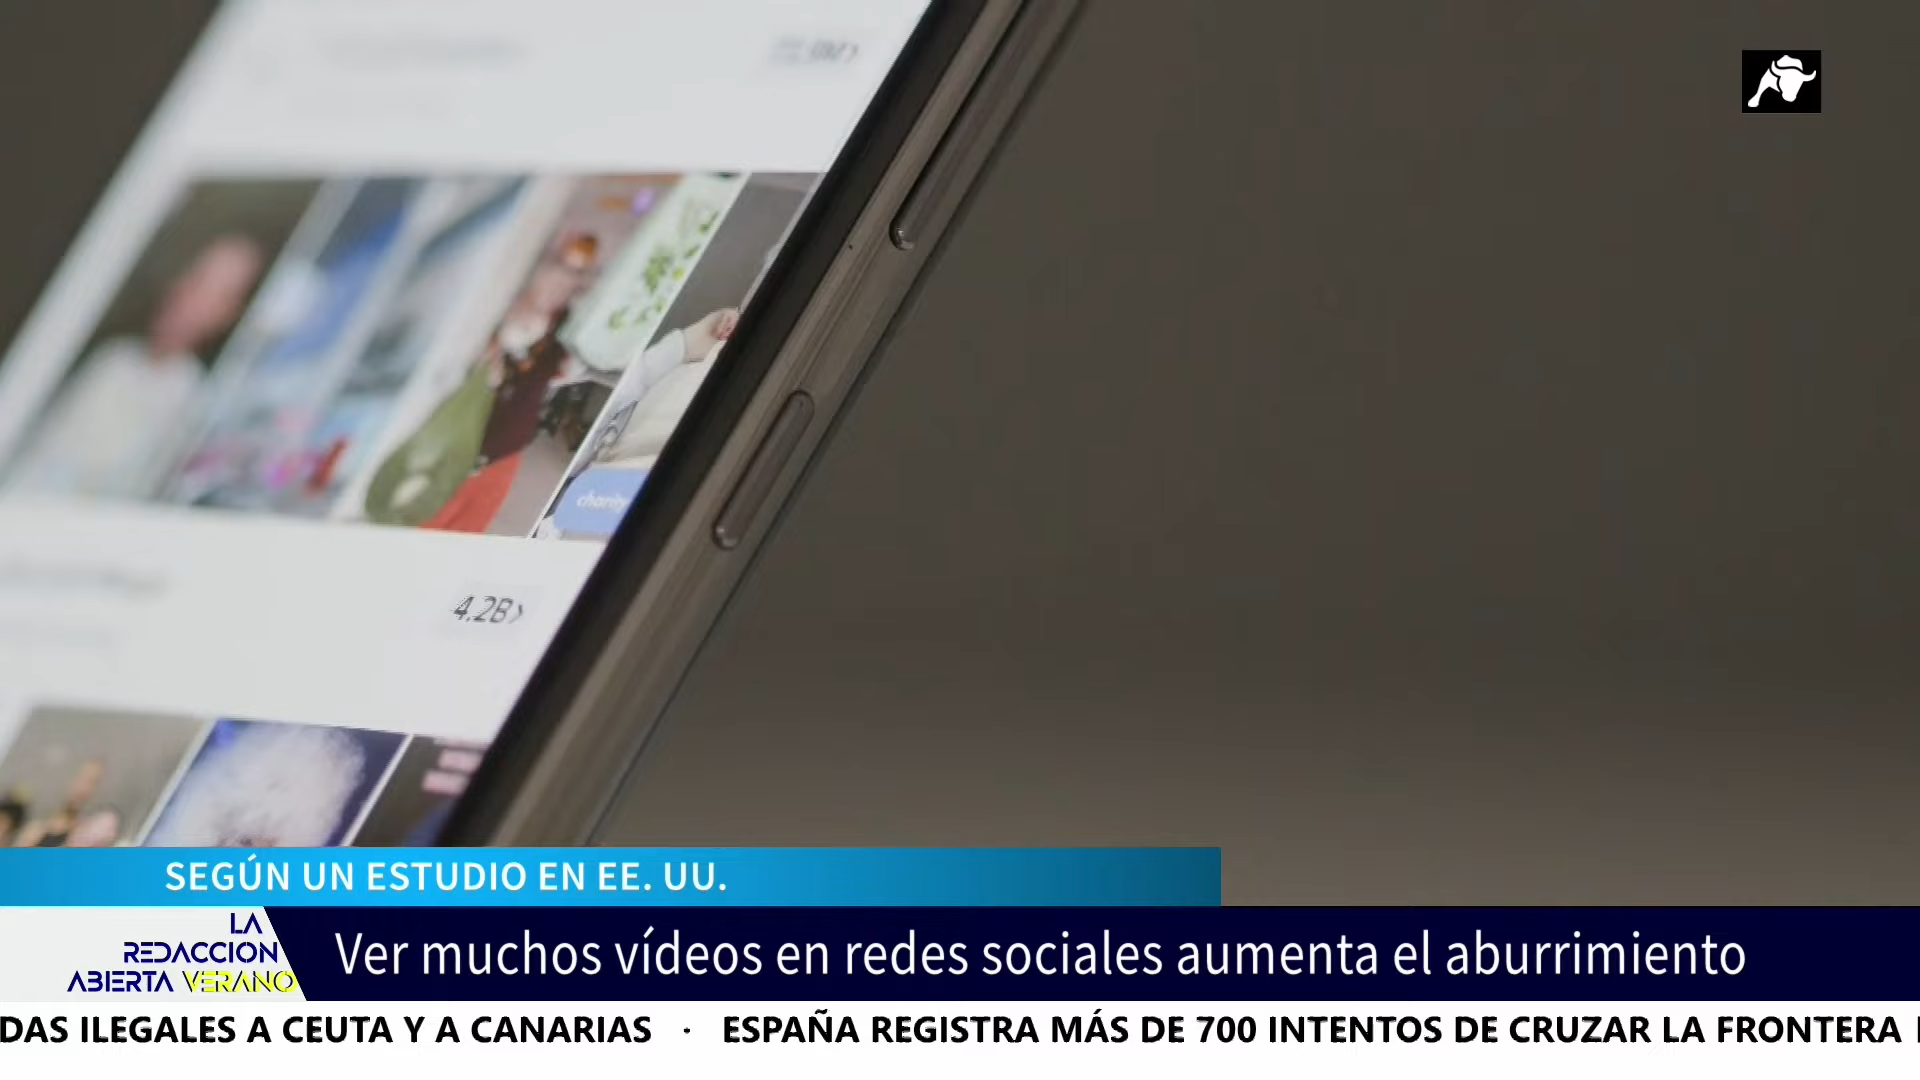 charity
4.2B>
SEGÚN UN ESTUDIO EN EE. UU.
LA
REDACCION
ABIERTA VERANO
Ver muchos vídeos en redes sociales aumenta el aburrimiento
DAS ILEGALES A CEUTA Y A CANARIAS · ESPAÑA REGISTRA MÁS DE 700 INTENTOS DE CRUZAR LA FRONTERA